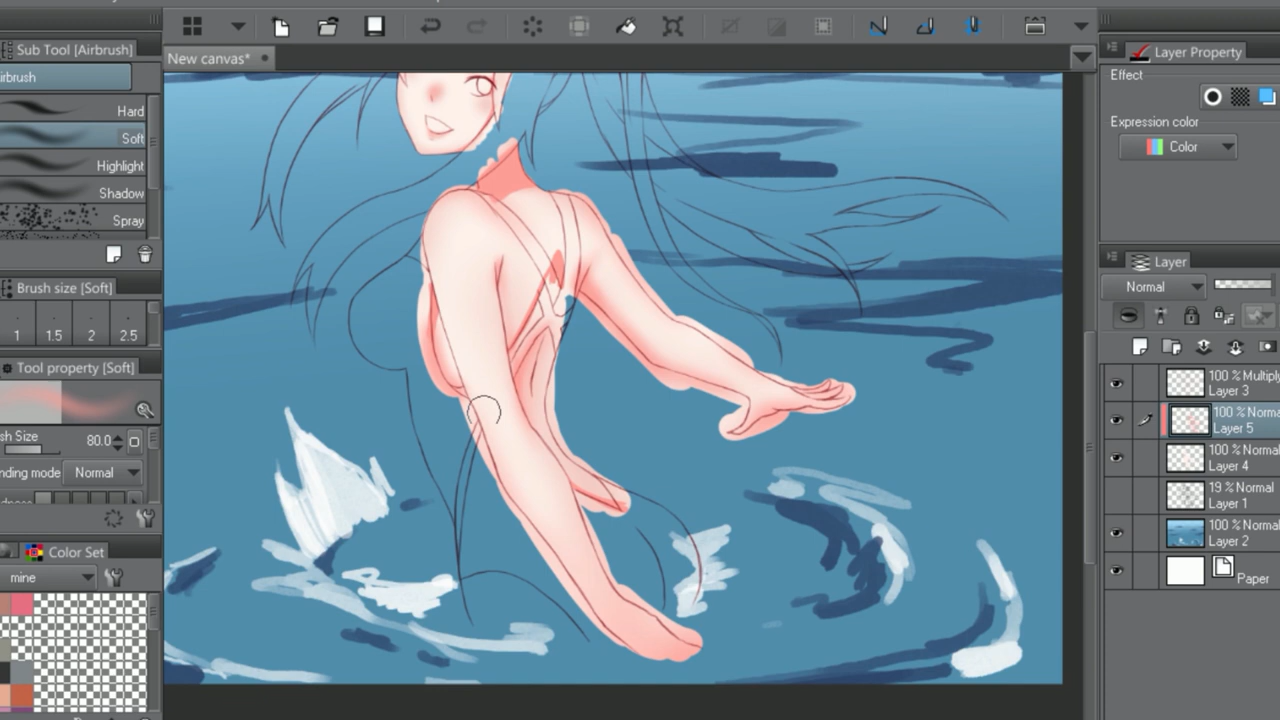 Sub Tool [Airbrush]
irbrush
Hard
Soft
Highlight
Shadow
Spray
Brush size [Soft]
1 1.5 2 2.5
Tool property [Soft]
sh Size 80.0
nding mode Normal
Color Set
mine
New canvas*
Layer Property
Effect
Expression color
Color
Layer
Normal
100 % Multiply
Layer 3
100 % Norma
Layer 5
100 % Normal
Layer 4
19 % Normal
Layer 1
100 % Norma
Layer 2
Paper